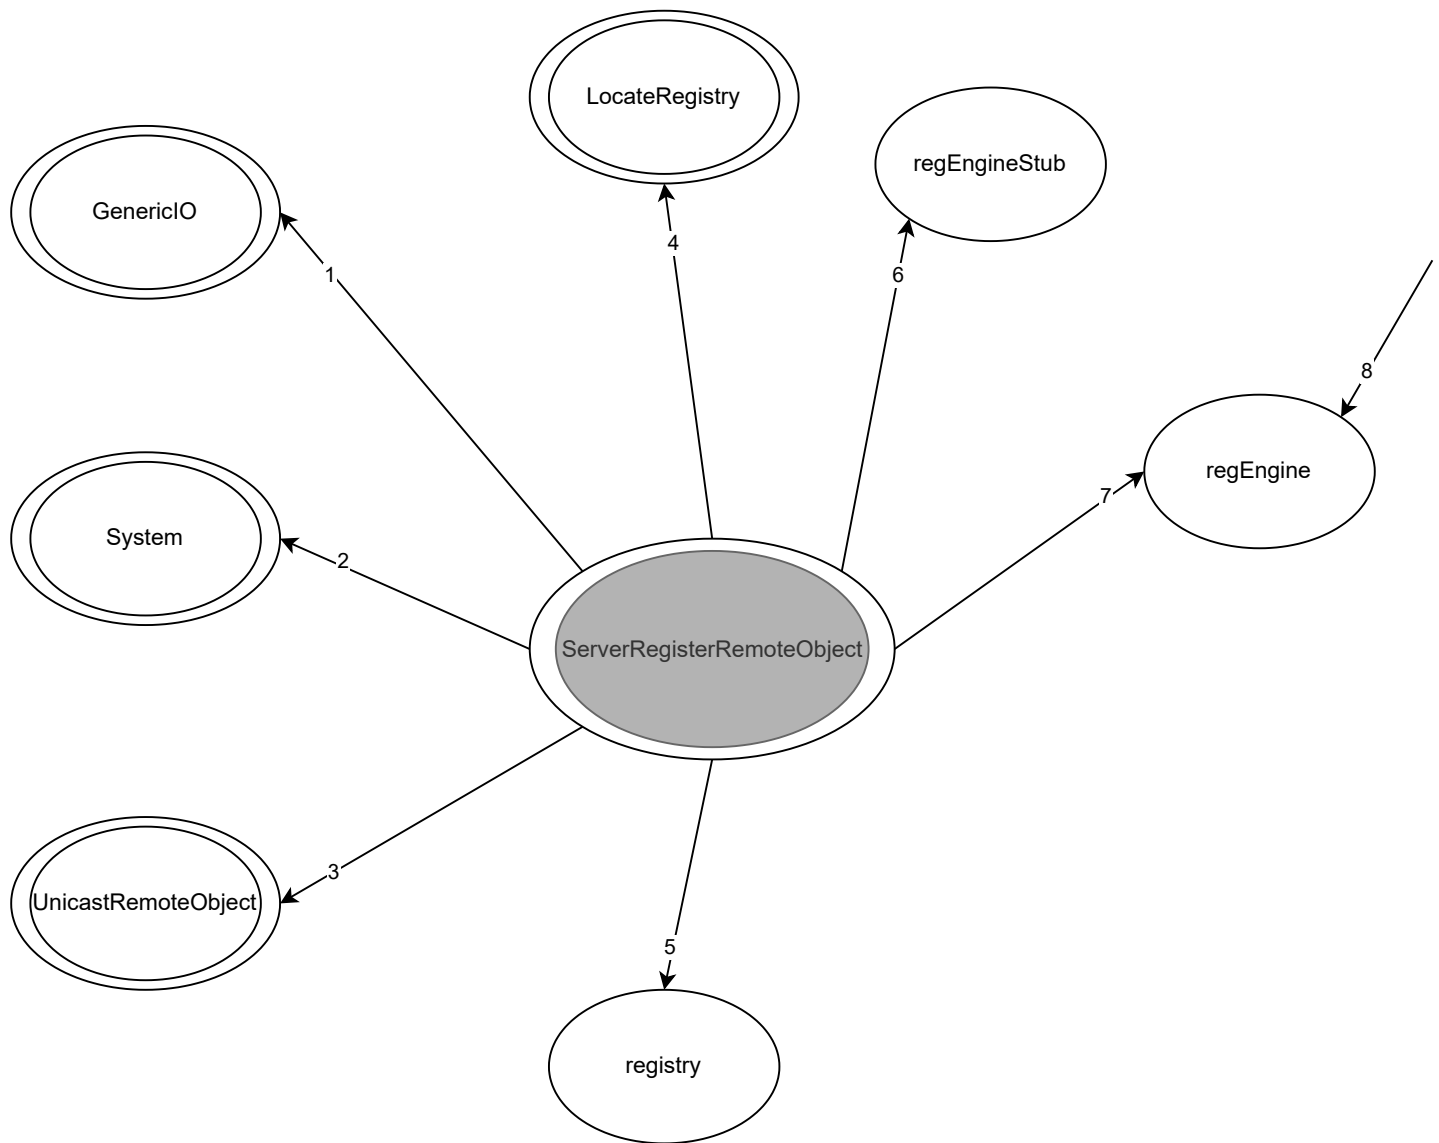 LocateRegistry
regEngineStub
GenericIO
4
1
6
8
regEngine
7
System
2
ServerRegisterRemoteObject
3
UnicastRemoteObject
5
registry